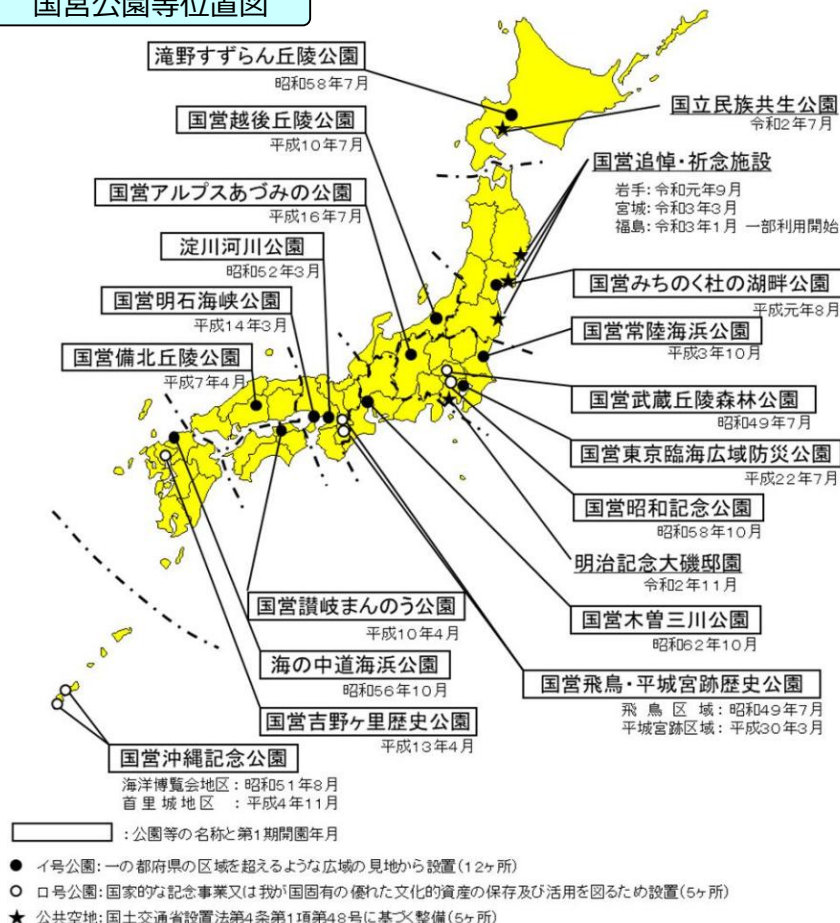 国営公園等位置図
滝野すずらん丘陵公園
昭和58年7月
国営越後丘陵公園
平成10年7月
国営アルプスあづみの公園
平成16年7月
淀川河川公園
昭和52年3月
国営明石海峡公園
平成14年3月
国営備北丘陵公園
平成7年4月
国立民族共生公園
令和2年7月
国営追悼・祈念施設
岩手:令和元年9月
宮城:令和3年3月
福島:令和3年1月 一部利用開始
国営みちのく杜の湖畔公園
平成元年8月
国営常陸海浜公園
平成3年10月
国営武蔵丘陵森林公園
昭和49年7月
国営東京臨海広域防災公園
平成22年7月
国営昭和記念公園
昭和58年10月
明治記念大磯邸園
令和2年11月
国営木曽三川公園
昭和62年10月
国営飛鳥・平城宮跡歴史公園
飛鳥区域:昭和49年7月
平城宮跡区域:平成30年3月
国営讃岐まんのう公園
平成10年4月
海の中道海浜公園
昭和56年10月
国営吉野ヶ里歴史公園
平成13年4月
国営沖縄記念公園
海洋博覧会地区:昭和51年8月
首里城地区 :平成4年11月
:公園等の名称と第1期開園年月
● イ号公園:一の都府県の区域を超えるような広域の見地から設置(12ヶ所)
○ ロ号公園:国家的な記念事業又は我が国固有の優れた文化的資産の保存及び活用を図るため設置(5ヶ所)
★ 公共空地:国土交通省設置法第4条第1項第48号に基づく整備(5ヶ所)